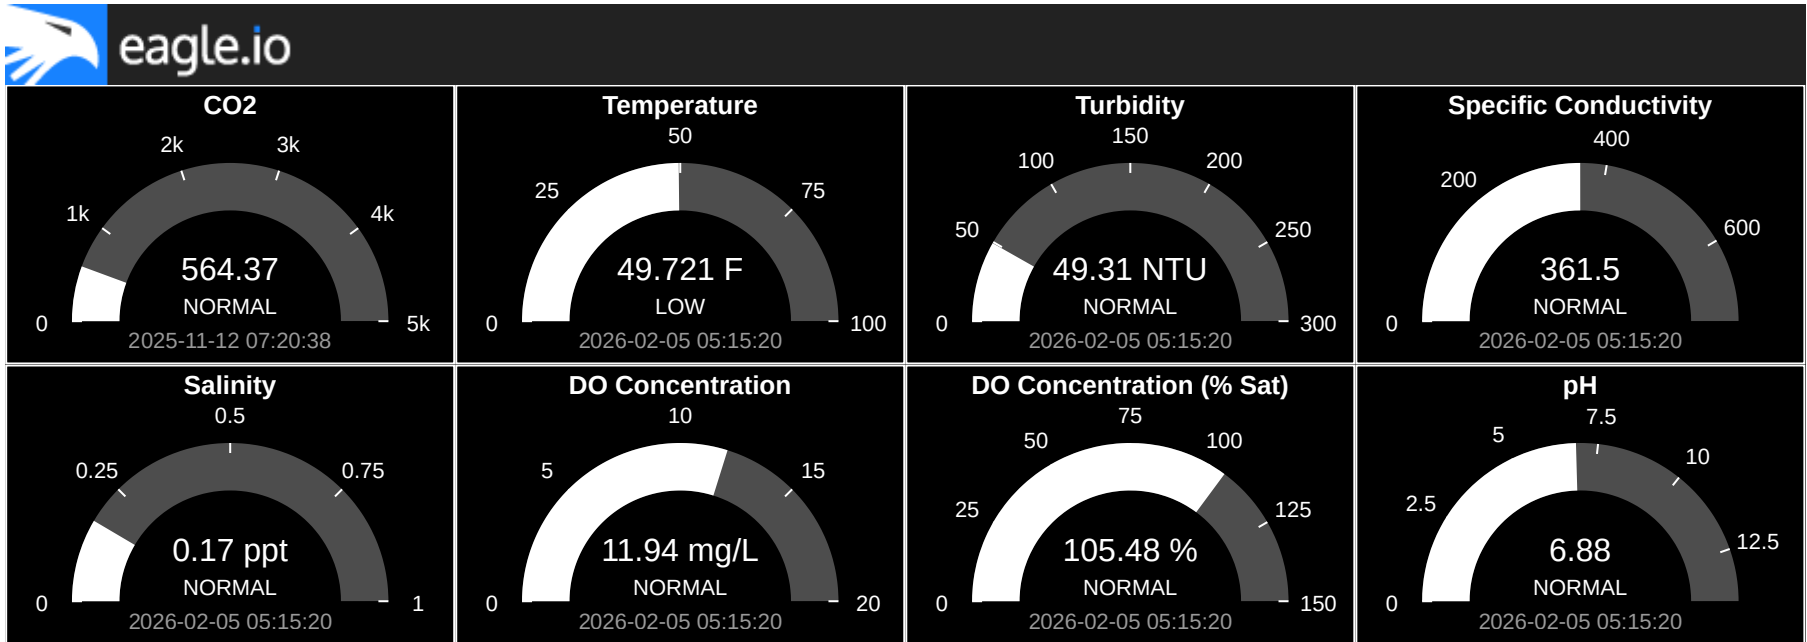 eagle.io
CO2
2k
3k
1k
4k
564.37
NORMAL
0
5k
2025-11-12 07:20:38
Temperature
50
25
75
49.721 F
LOW
0
100
2026-02-05 05:15:20
Turbidity
150
100
200
50
250
49.31 NTU
NORMAL
0
300
2026-02-05 05:15:20
Specific Conductivity
400
200
600
361.5
NORMAL
0
2026-02-05 05:15:20
Salinity
0.5
0.25
0.75
0.17 ppt
NORMAL
0
1
2026-02-05 05:15:20
DO Concentration
10
5
15
11.94 mg/L
NORMAL
0
20
2026-02-05 05:15:20
DO Concentration (% Sat)
75
50
100
25
125
105.48 %
NORMAL
0
150
2026-02-05 05:15:20
pH
7.5
5
10
2.5
12.5
6.88
NORMAL
0
2026-02-05 05:15:20